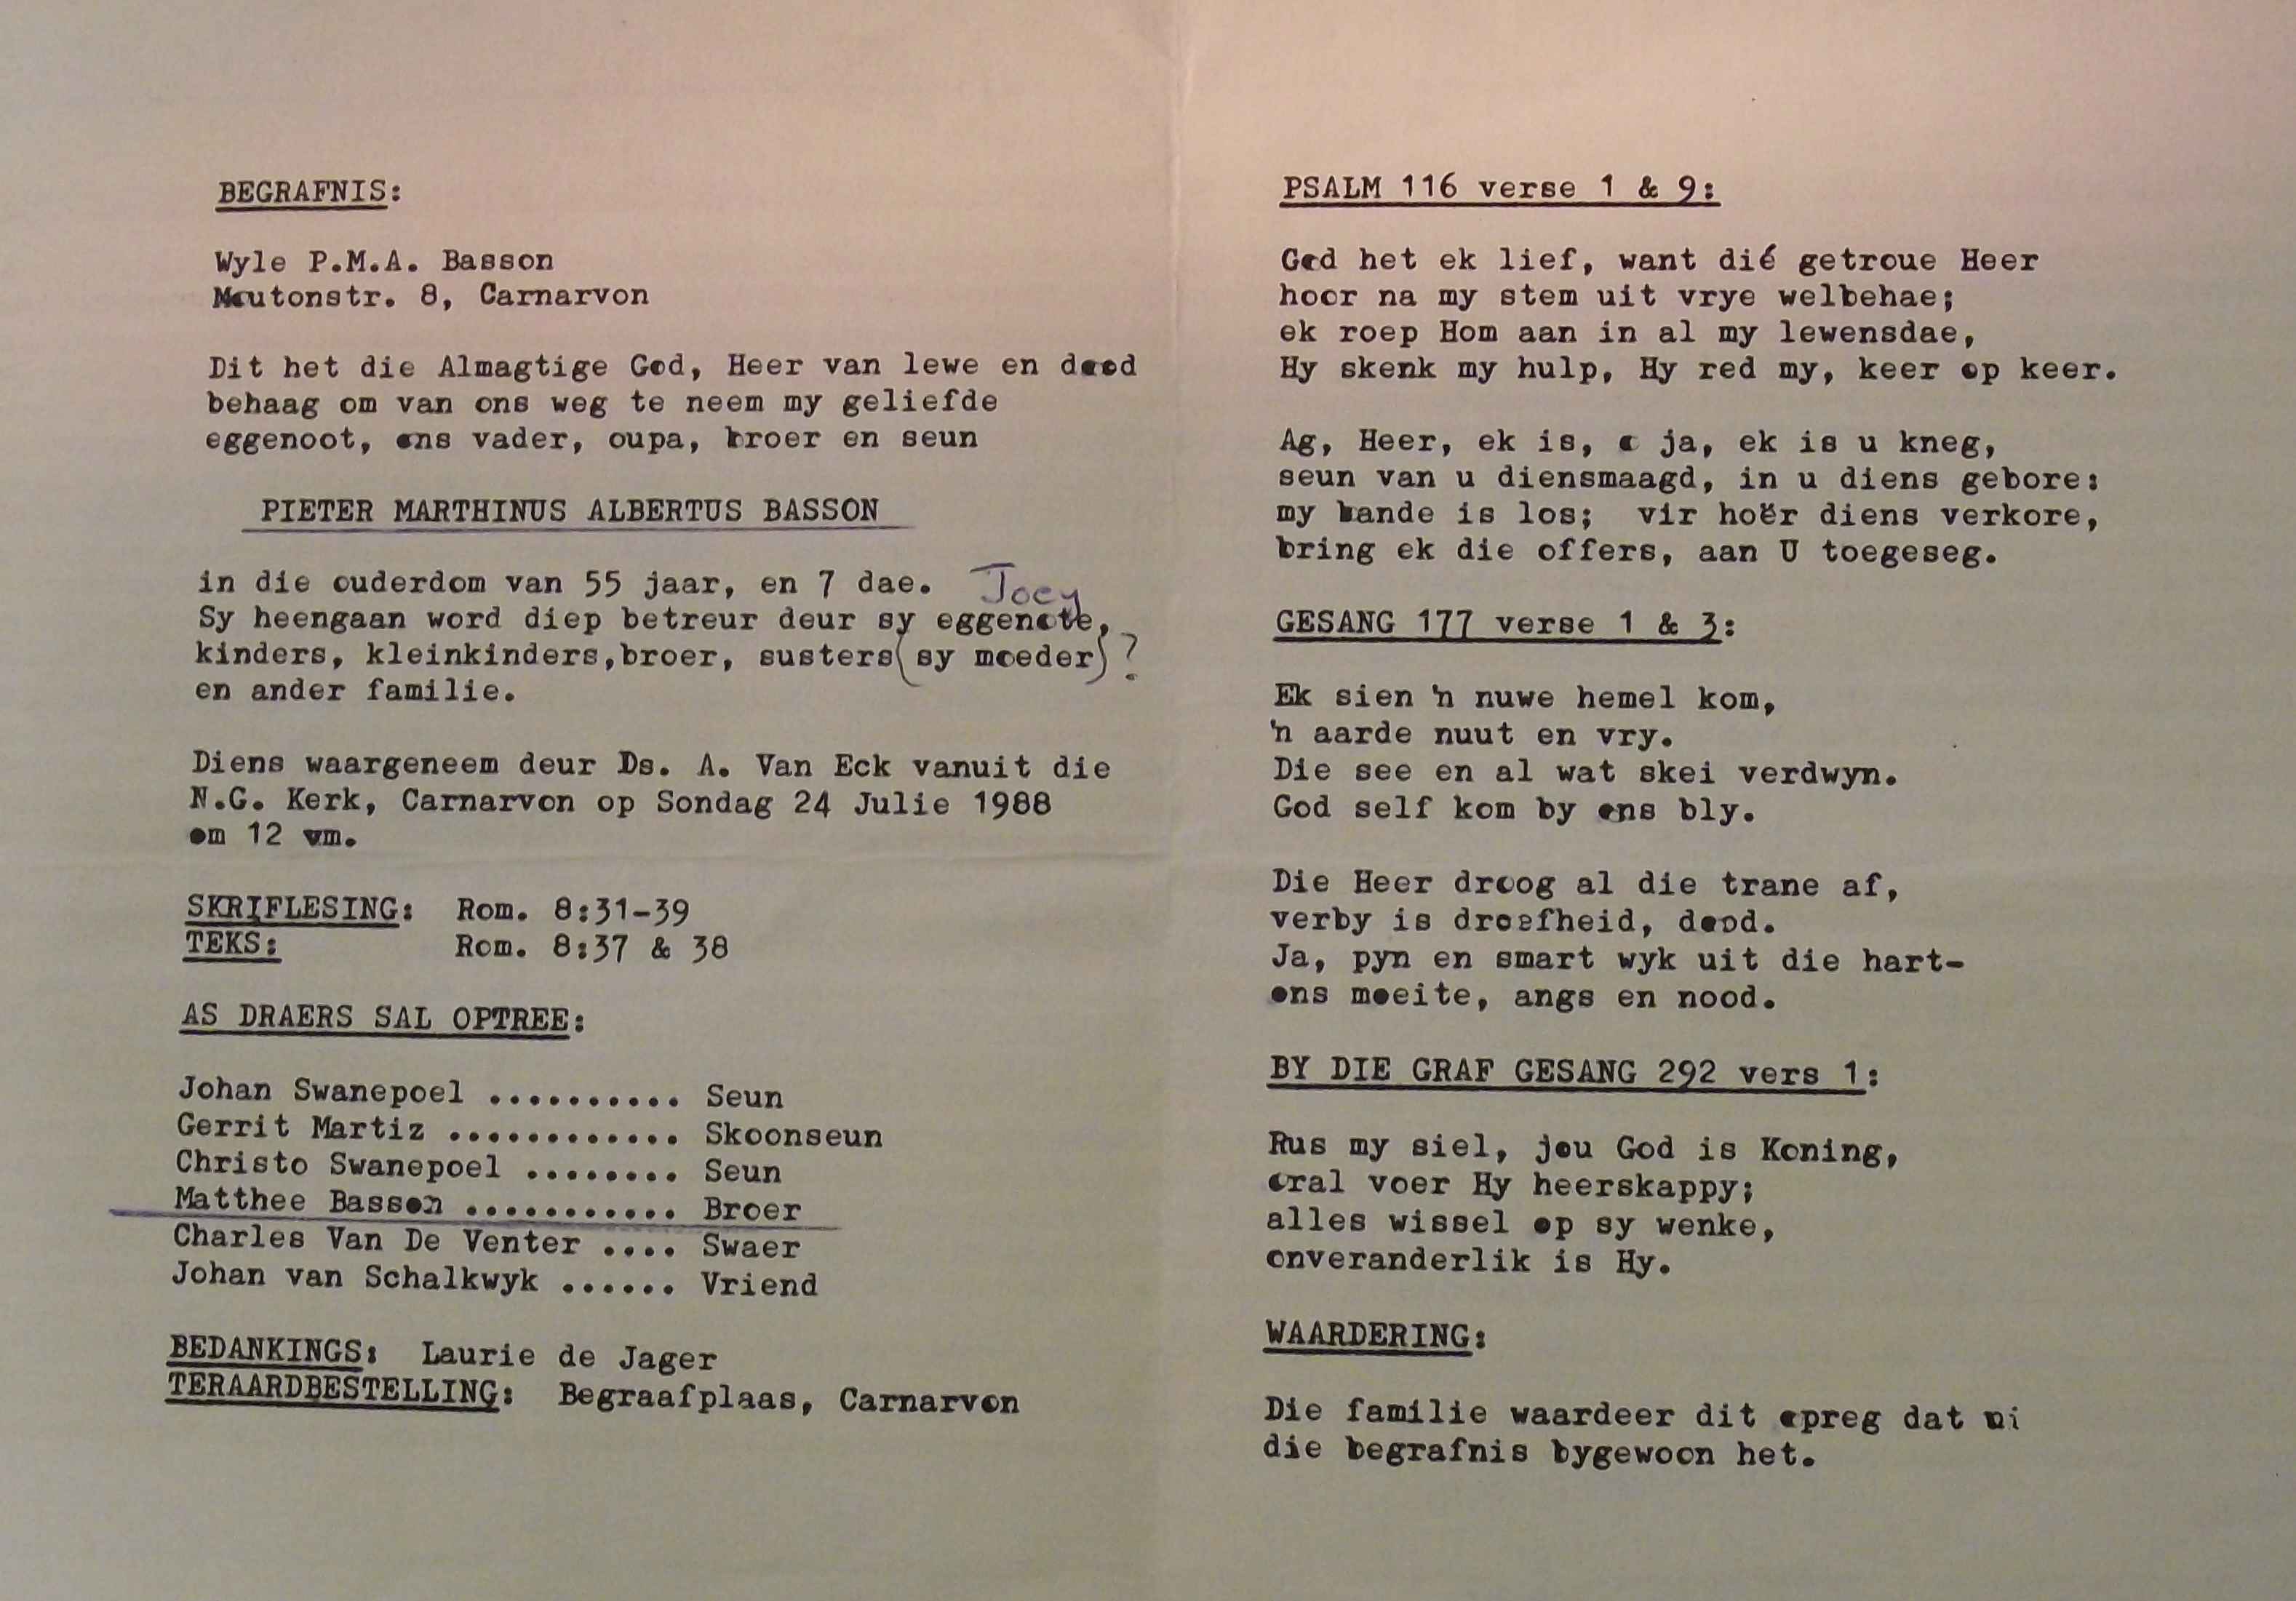 BEGRAFNIS:
Wyle P.M.A. Basson
Moutonstr. 8, Carnarvon
Dit het die Almagtige God, Heer van lewe en dood
behaag om van ons weg te neem my geliefde
eggenoot, ons vader, oupa, broer en seun
PIETER MARTHINUS ALBERTUS BASSON
in die ouderdom van 55 jaar, en 7 dae. Joey
Sy heengaan word diep betreur deur sy eggenote,
kinders, kleinkinders,broer, susters(sy moeder)?
en ander familie.
Diens waargeneem deur Ds. A. Van Eck vanuit die
N.G. Kerk, Carnarvon op Sondag 24 Julie 1988
om 12 vm.
SKRIFLESING: Rom. 8:31-39
TEKS: Rom. 8:37 & 38
AS DRAERS SAL OPTREE:
Johan Swanepoel .......... Seun
Gerrit Martiz ............ Skoonseun
Christo Swanepoel ........ Seun
Matthee Basson ........... Broer
Charles Van De Venter .... Swaer
Johan van Schalkwyk ...... Vriend
BEDANKINGS: Laurie de Jager
TERAARDBESTELLING: Begraafplaas, Carnarvon
PSALM 116 verse 1 & 9:
God het ek lief, want dié getroue Heer
hoor na my stem uit vrye welbehae;
ek roep Hom aan in al my lewensdae,
Hy skenk my hulp, Hy red my, keer op keer.
Ag, Heer, ek is, o ja, ek is u kneg,
seun van u diensmaagd, in u diens gebore:
my bande is los; vir hoër diens verkore,
bring ek die offers, aan U toegeseg.
GESANG 177 verse 1 & 3:
Ek sien 'n nuwe hemel kom,
'n aarde nuut en vry.
Die see en al wat skei verdwyn.
God self kom by ons bly.
Die Heer droog al die trane af,
verby is droefheid, dood.
Ja, pyn en smart wyk uit die hart-
ons moeite, angs en nood.
BY DIE GRAF GESANG 292 vers 1:
Rus my siel, jou God is Koning,
oral voer Hy heerskappy;
alles wissel op sy wenke,
onveranderlik is Hy.
WAARDERING:
Die familie waardeer dit opreg dat
die begrafnis bygewoon het.